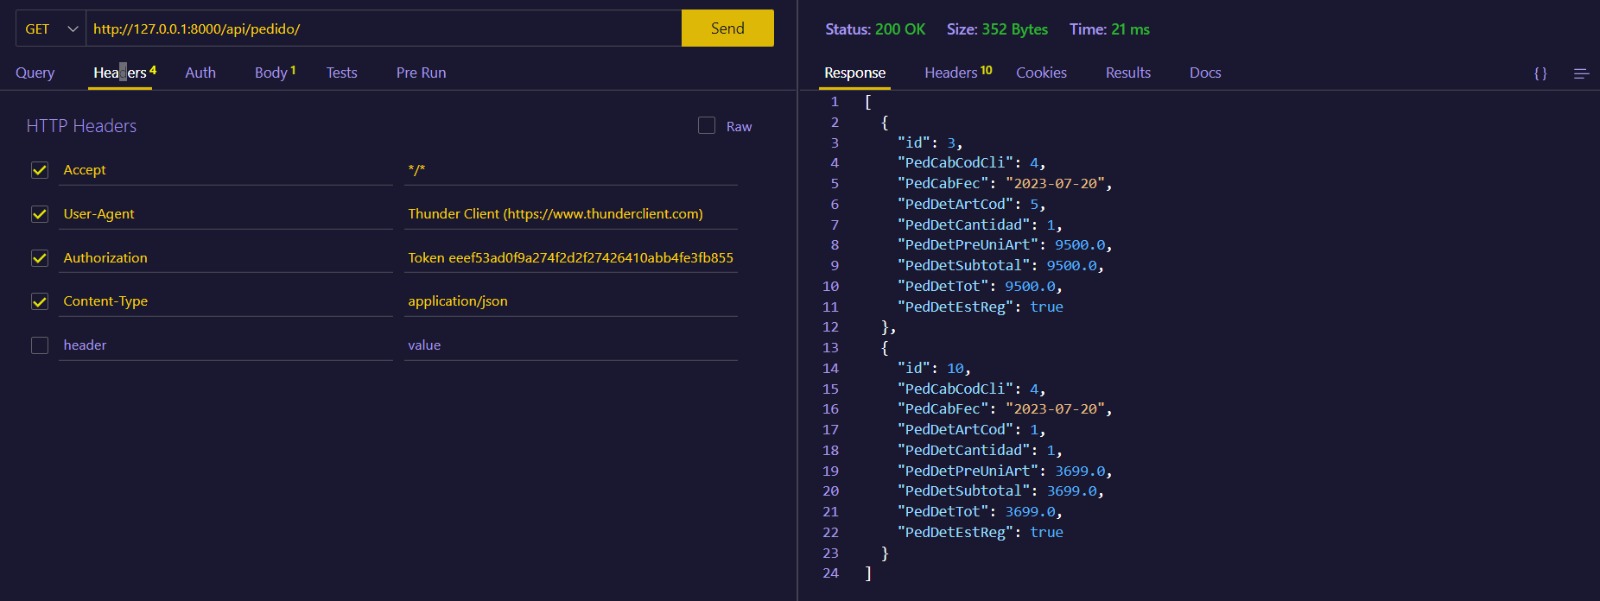 GET http://127.0.0.1:8000/api/pedido/ Send
Query Headers 4 Auth Body 1 Tests Pre Run
HTTP Headers Raw
Accept */*
User-Agent Thunder Client (https://www.thunderclient.com)
Authorization Token eeef53ad0f9a274f2d2f27426410abb4fe3fb855
Content-Type application/json
header value
Status: 200 OK Size: 352 Bytes Time: 21 ms
Response Headers 10 Cookies Results Docs { }
1 [
2 {
3 "id": 3,
4 "PedCabCodCli": 4,
5 "PedCabFec": "2023-07-20",
6 "PedDetArtCod": 5,
7 "PedDetCantidad": 1,
8 "PedDetPreUniArt": 9500.0,
9 "PedDetSubtotal": 9500.0,
10 "PedDetTot": 9500.0,
11 "PedDetEstReg": true
12 },
13 {
14 "id": 10,
15 "PedCabCodCli": 4,
16 "PedCabFec": "2023-07-20",
17 "PedDetArtCod": 1,
18 "PedDetCantidad": 1,
19 "PedDetPreUniArt": 3699.0,
20 "PedDetSubtotal": 3699.0,
21 "PedDetTot": 3699.0,
22 "PedDetEstReg": true
23 }
24 ]